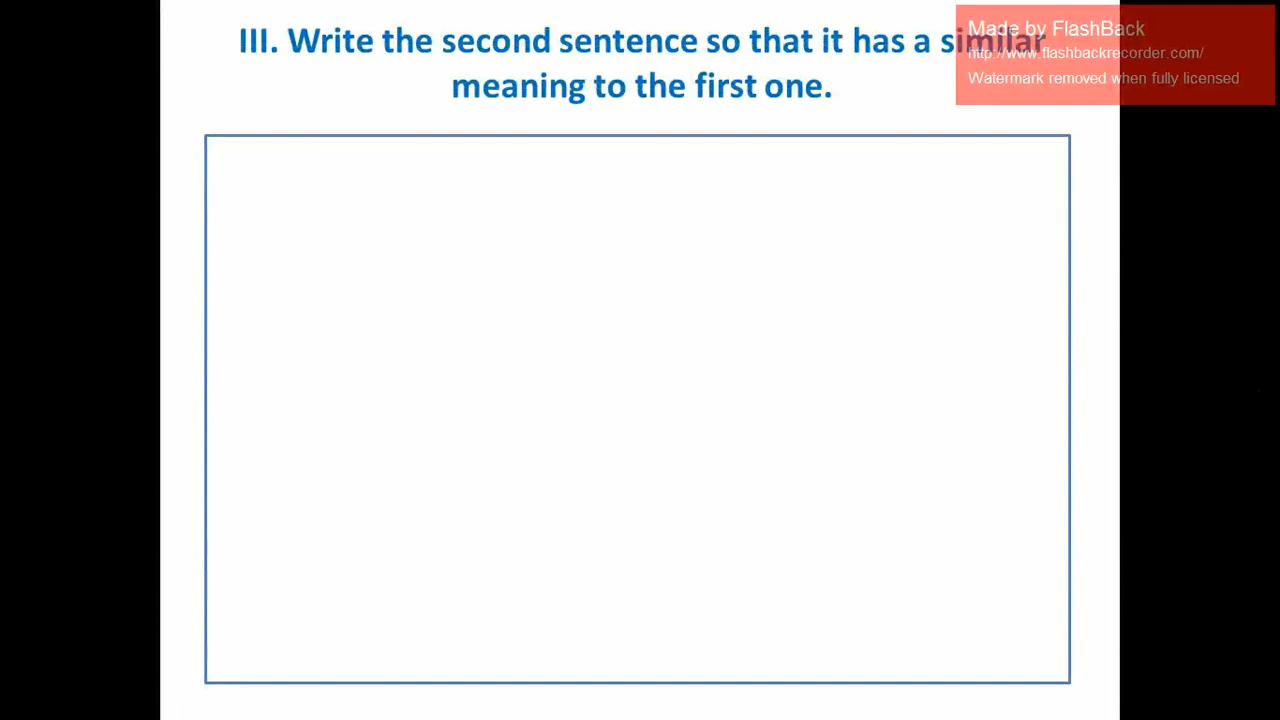 III. Write the second sentence so that it has a similar
meaning to the first one.
Made by FlashBack
http://www.flashbackrecorder.com/
Watermark removed when fully licensed